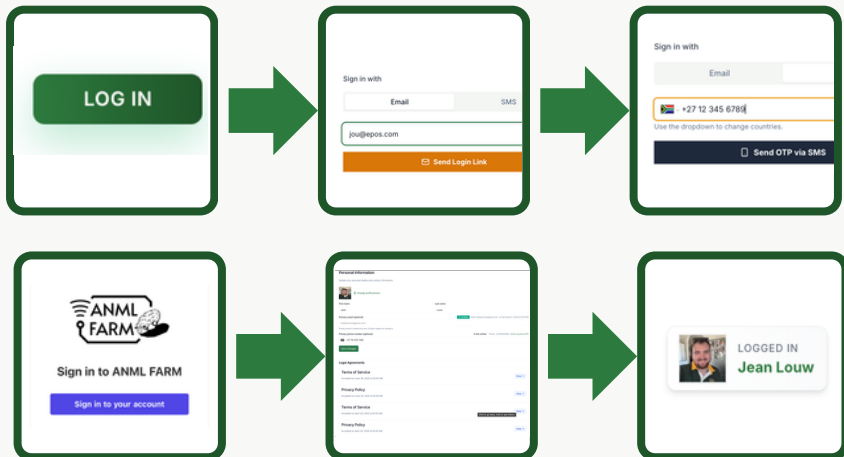 LOG IN
Sign in with
Email SMS
jou@epos.com
Send Login Link
Sign in with
Email
+27 12 345 6789
Use the dropdown to change countries.
Send OTP via SMS
ANML
FARM
Sign in to ANML FARM
Sign in to your account
Personal Information
Legal Agreements
Terms of Service
Privacy Policy
Terms of Service
Privacy Policy
LOGGED IN
Jean Louw